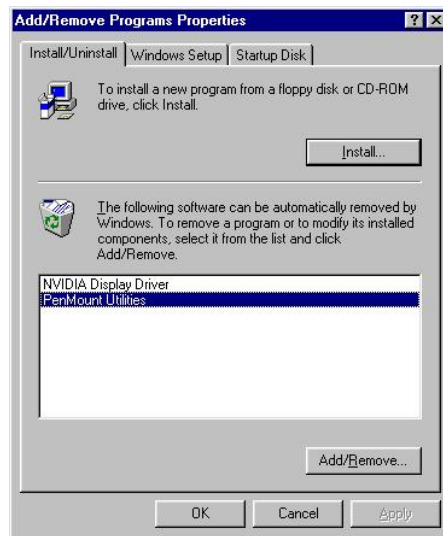 Add/Remove Programs Properties
Install/Uninstall Windows Setup Startup Disk
To install a new program from a floppy disk or CD-ROM
drive, click Install.
Install...
The following software can be automatically removed by
Windows. To remove a program or to modify its installed
components, select it from the list and click
Add/Remove.
NVIDIA Display Driver
PenMount Utilities
Add/Remove...
OK Cancel Apply